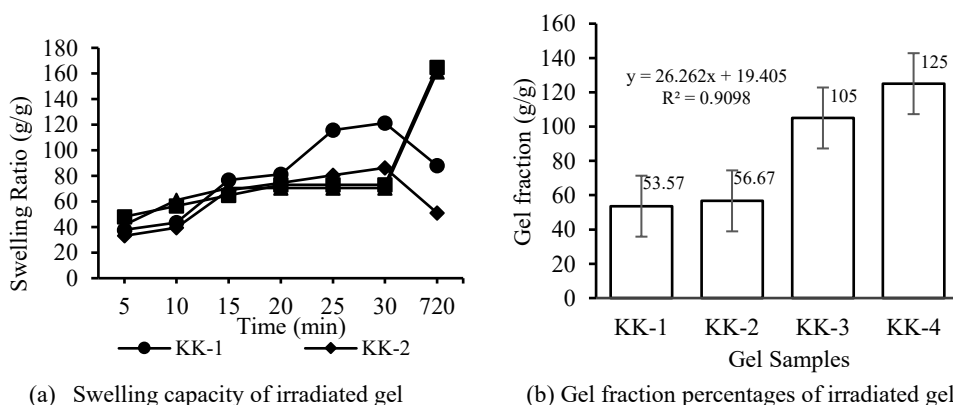 180
160
140
120
100
80
60
40
20
0
Swelling Ratio (g/g)
5 10 15 20 25 30 720
Time (min)
KK-1 KK-2
(a) Swelling capacity of irradiated gel
160
140
120
100
80
60
40
20
0
Gel fraction (g/g)
y = 26.262x + 19.405
R² = 0.9098
53.57
56.67
105
125
KK-1 KK-2 KK-3 KK-4
Gel Samples
(b) Gel fraction percentages of irradiated gel